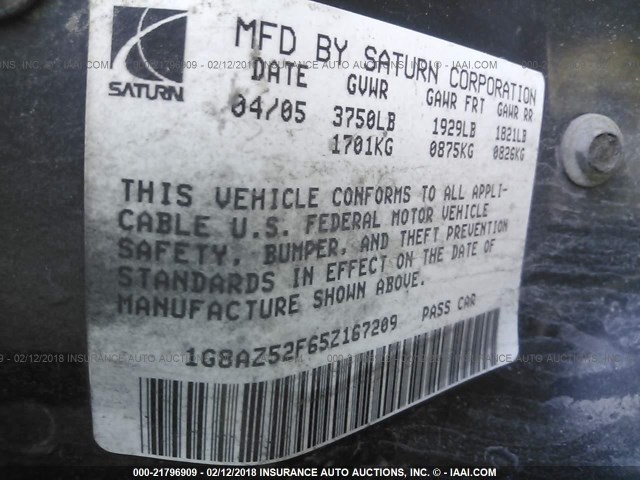 MFD BY SATURN CORPORATION
SATURN
DATE GVWR GAWR FRT GAWR RR
04/05 3750LB 1929LB 1821LB
1701KG 0875KG 0826KG
THIS VEHICLE CONFORMS TO ALL APPLI-
CABLE U.S. FEDERAL MOTOR VEHICLE
SAFETY, BUMPER, AND THEFT PREVENTION
STANDARDS IN EFFECT ON THE DATE OF
MANUFACTURE SHOWN ABOVE.
1G8AZ52F65Z167209 PASS CAR
000-21796909 - 02/12/2018 INSURANCE AUTO AUCTIONS, INC. - © IAAI.COM